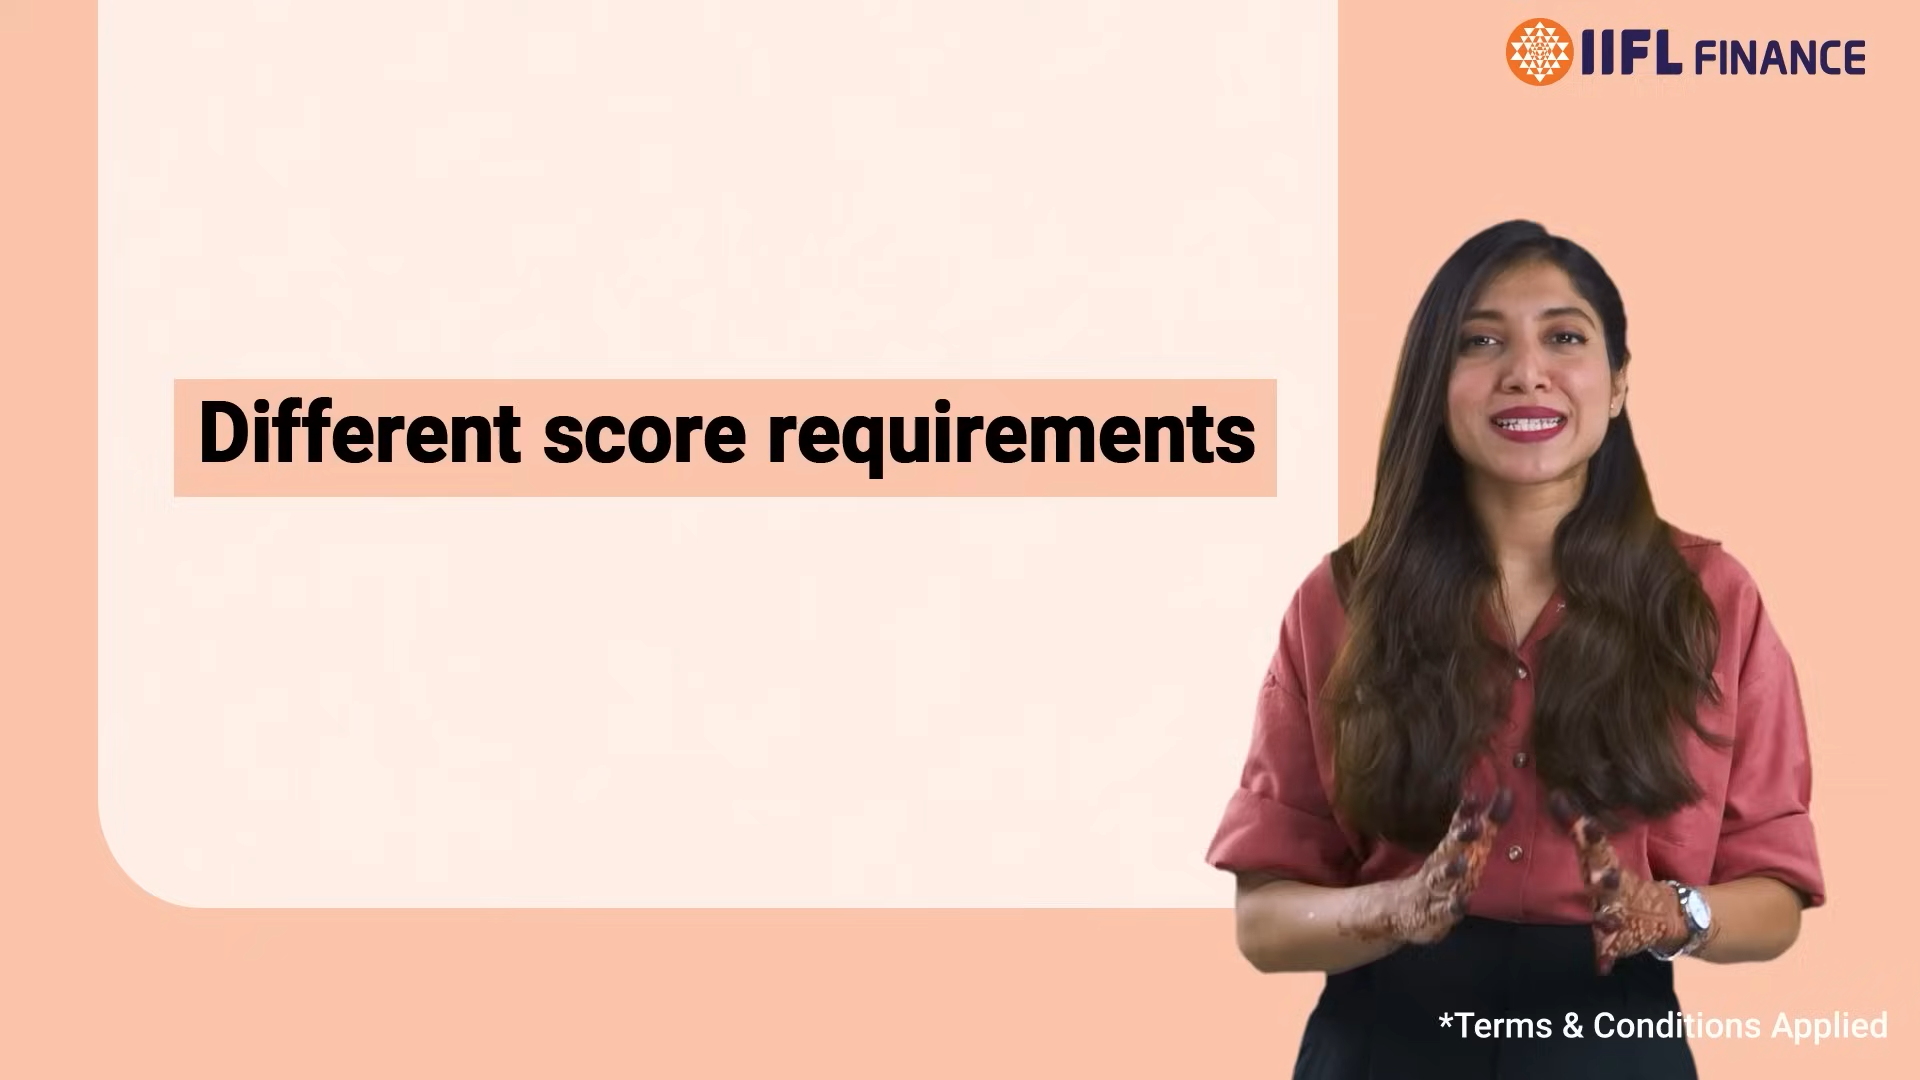 IIFL FINANCE
Different score requirements
*Terms & Conditions Applied